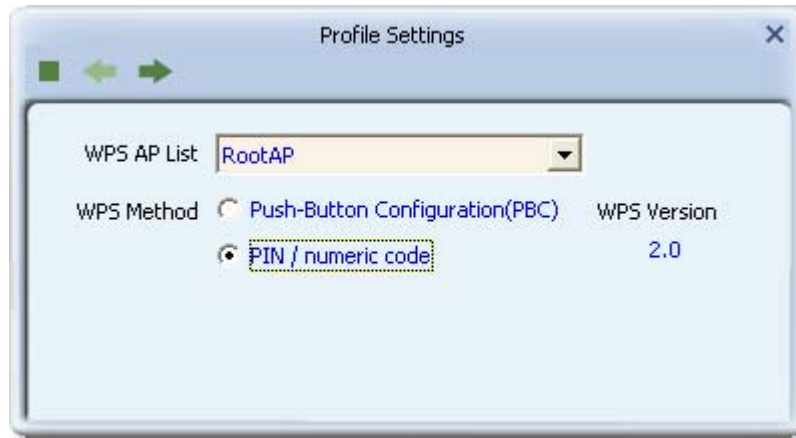 Profile Settings
WPS AP List RootAP
WPS Method Push-Button Configuration(PBC) WPS Version
PIN / numeric code 2.0